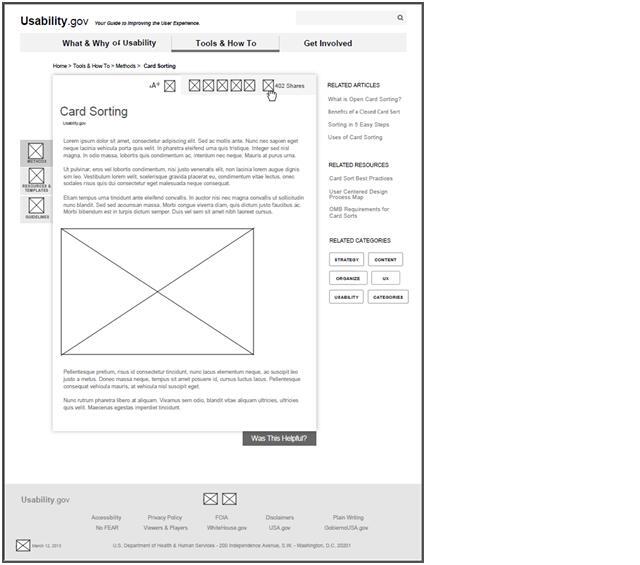 Usability.gov Your Guide to Improving the User Experience.
What & Why of Usability Tools & How To Get Involved
Home > Tools & How To > Methods > Card Sorting
-A+ 402 Shares
Card Sorting
Usability.gov
Lorem ipsum dolor sit amet, consectetur adipiscing elit. Sed ac mollis ante. Nunc nec sapien eget
neque lacinia vehicula porta quis nunc. In pharetra eleifend urna quis tristique. Integer sed nisl
magna. In odio massa, lobortis quis condimentum ac, interdum nec neque. Mauris at purus urna.
Ut pulvinar, eros vel lobortis condimentum, nisi justo venenatis elit, non lacinia lorem augue dignis
sim leo. Vestibulum lorem velit, scelerisque gravida placerat eu, condimentum vitae lectus, onec
sodales risus quis dui consectetur eget malesuada neque consequat.
Etiam tempus urna tincidunt ante eleifend convallis. In auctor nisi nec magna convallis ut sollicitudin
nunc blandit. Sed sed accumsan massa. Morbi congue viverra diam, quis dictum justo faucibus ac.
Morbi bibendum est in turpis dictum semper. Duis vel sem sit amet nibh laoreet cursus.
Pellentesque pretium, risus id consectetur tincidunt, nunc lacus elementum neque, ac suscipit leo
justo a metus. Donec massa neque, tempus sit amet posuere id, cursus luctus lacus. Pellentesque
consequat vehicula mauris, at vehicula nisl suscipit eget.
Nunc rutrum pharetra libero at aliquam. Vivamus sem odio, blandit vitae aliquam ultricies, ultricies
quis velit. Maecenas egestas imperdiet tincidunt.
Was This Helpful?
METHODS
RESOURCES &
TEMPLATES
GUIDELINES
RELATED ARTICLES
What is Open Card Sorting?
Benefits of a Closed Card Sort
Sorting in 5 Easy Steps
Uses of Card Sorting
RELATED RESOURCES
Card Sort Best Practices
User Centered Design
Process Map
OMB Requirements for
Card Sorts
RELATED CATEGORIES
STRATEGY CONTENT
ORGANIZE UX
USABILITY CATEGORIES
Usability.gov
Accessibility Privacy Policy FOIA Disclaimers Plain Writing
No FEAR Viewers & Players WhiteHouse.gov USA.gov GobiernoUSA.gov
March 12, 2013 U.S. Department of Health & Human Services - 200 Independence Avenue, S.W. - Washington, D.C. 20201